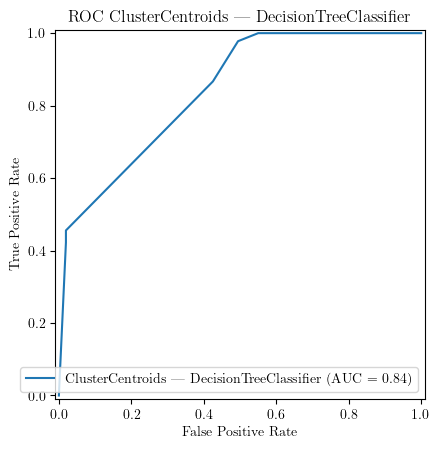 ROC ClusterCentroids — DecisionTreeClassifier
1.0
0.8
0.6
0.4
0.2
0.0
True Positive Rate
ClusterCentroids — DecisionTreeClassifier (AUC = 0.84)
0.0 0.2 0.4 0.6 0.8 1.0
False Positive Rate